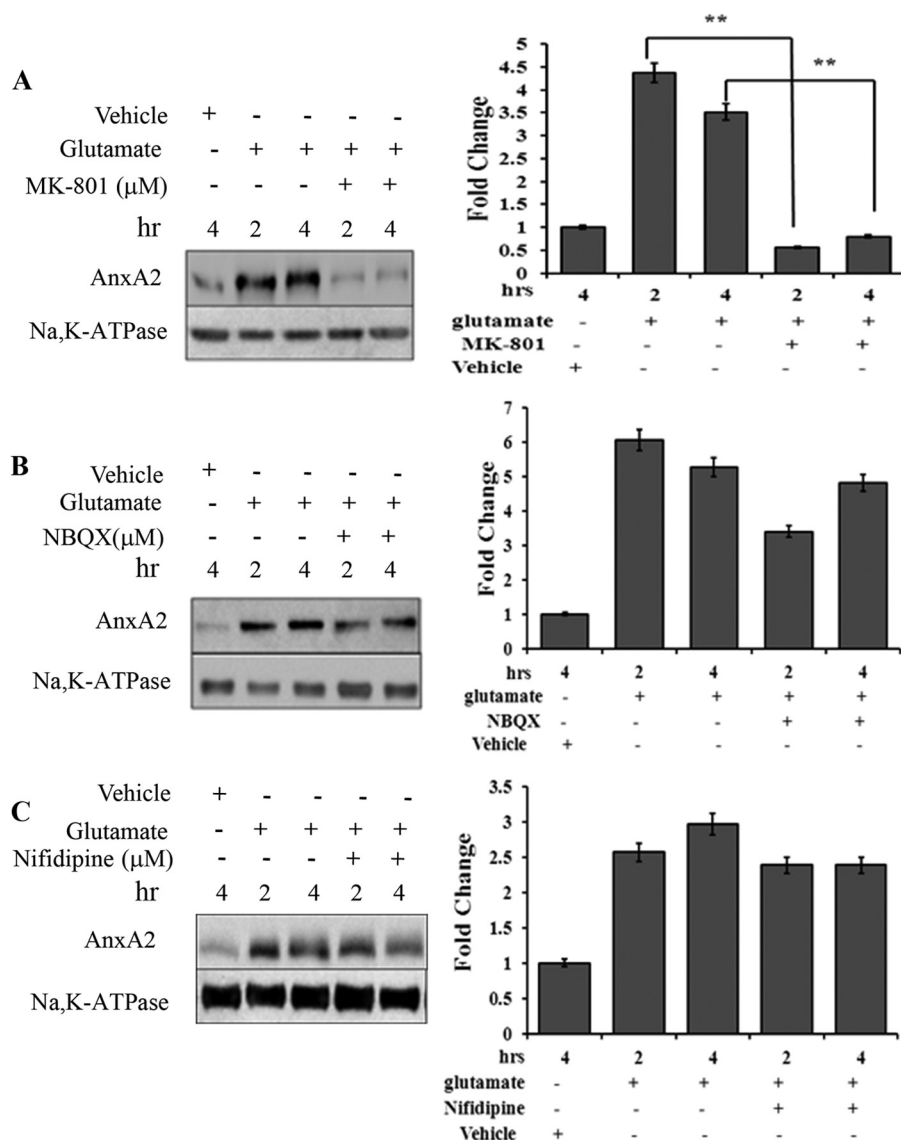 A
Vehicle + - - - -
Glutamate - + + + +
MK-801 (μM) - - - + +
hr 4 2 4 2 4
AnxA2
Na,K-ATPase
**
**
Fold Change
5
4.5
4
3.5
3
2.5
2
1.5
1
0.5
0
hrs 4 2 4 2 4
glutamate - + + + +
MK-801 - - - + +
Vehicle + - - - -
B
Vehicle + - - - -
Glutamate - + + + +
NBQX(μM) - - - + +
hr 4 2 4 2 4
AnxA2
Na,K-ATPase
Fold Change
7
6
5
4
3
2
1
0
hrs 4 2 4 2 4
glutamate - + + + +
NBQX - - - + +
Vehicle + - - - -
C
Vehicle + - - - -
Glutamate - + + + +
Nifidipine (μM) - - - + +
hr 4 2 4 2 4
AnxA2
Na,K-ATPase
Fold Change
3.5
3
2.5
2
1.5
1
0.5
0
hrs 4 2 4 2 4
glutamate - + + + +
Nifidipine - - - + +
Vehicle + - - - -